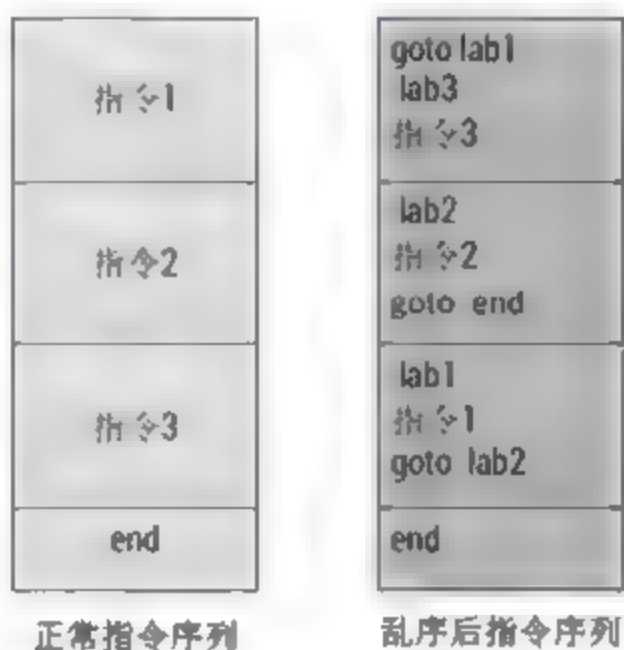 指令1
指令2
指令3
end
正常指令序列
goto lab1
lab3
指令3
lab2
指令2
goto end
lab1
指令1
goto lab2
end
乱序后指令序列